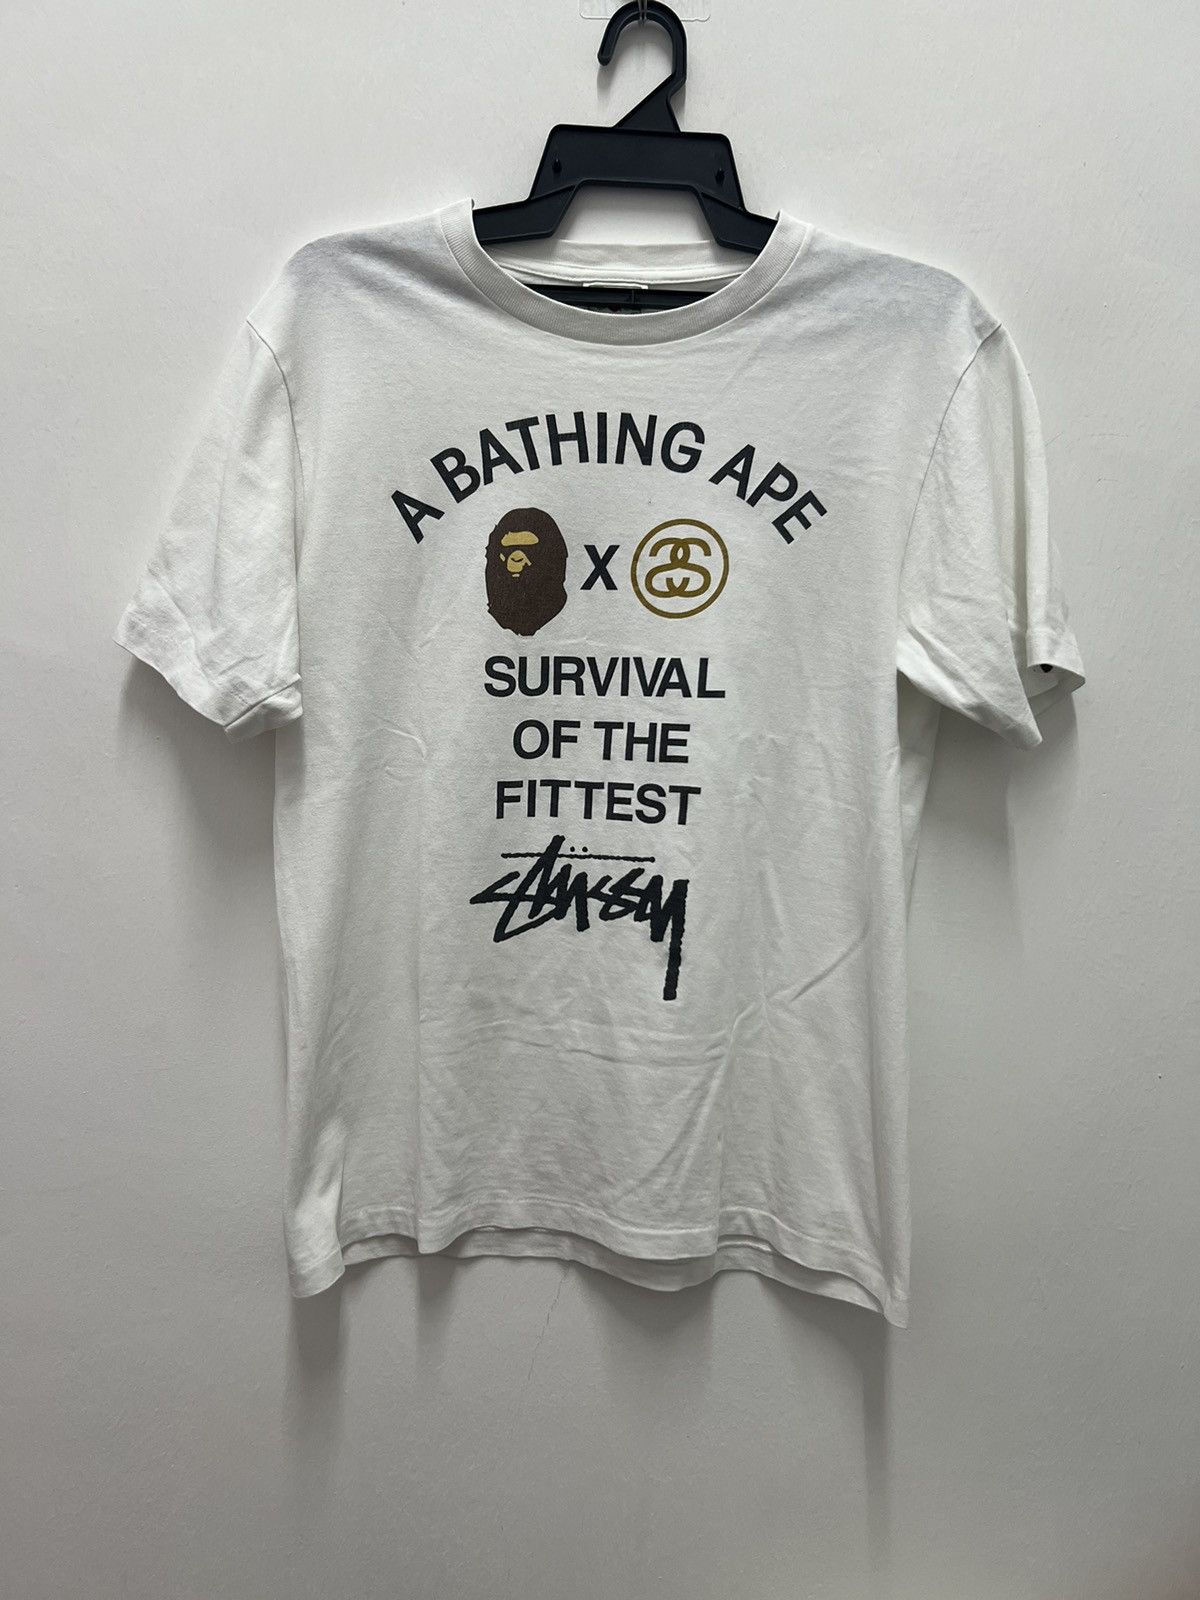 A BATHING APE
X
SURVIVAL
OF THE
FITTEST
Stüssy